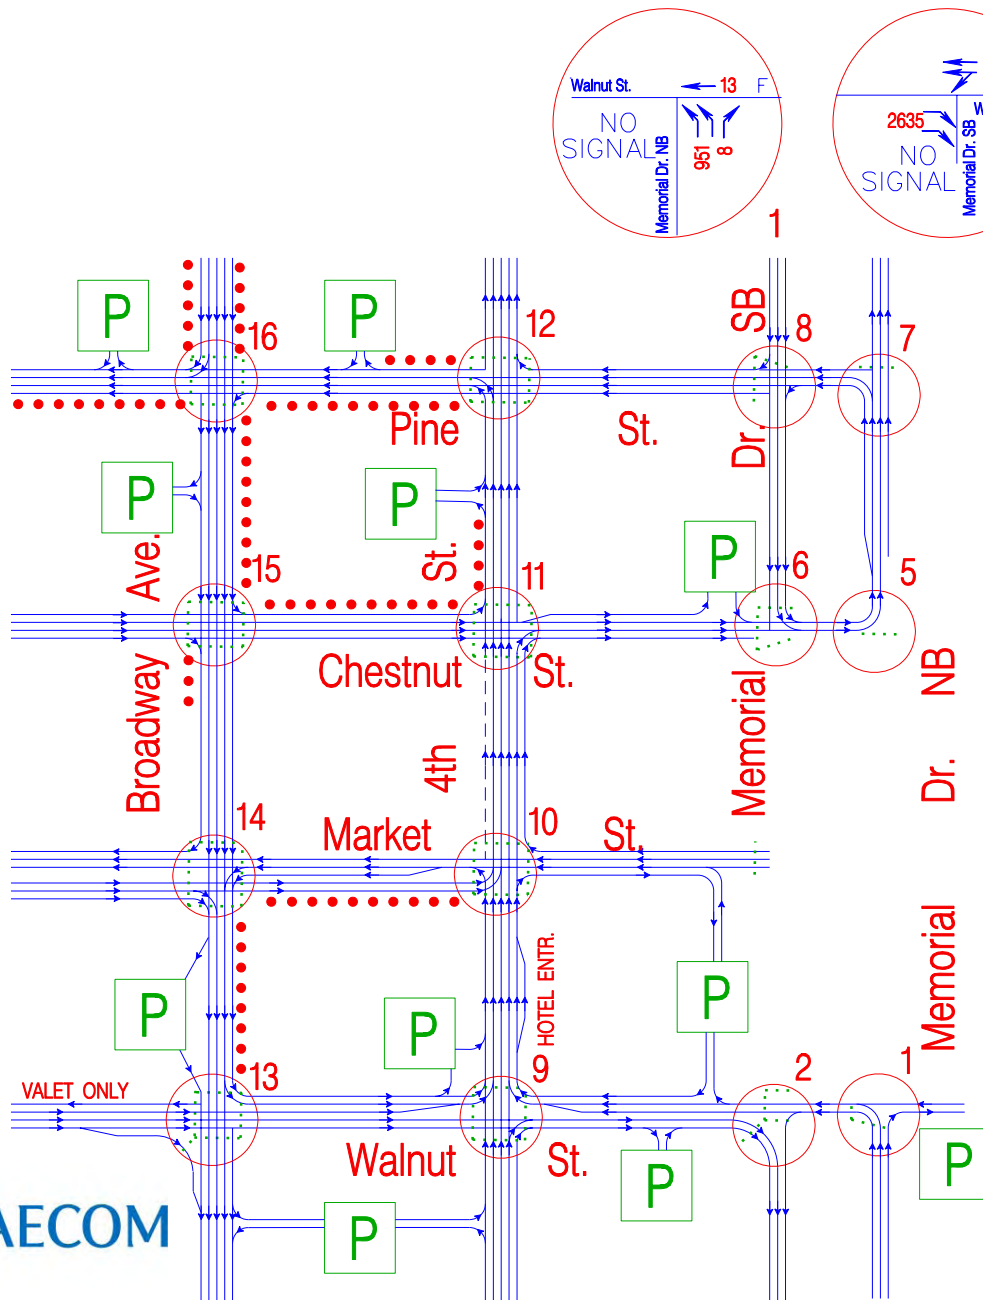 Walnut St.
13
F
NO
SIGNAL
951
8
Memorial Dr. NB
2635
W
NO
SIGNAL
Memorial Dr. SB
1
P
P
16
12
SB
8
7
Pine
St.
Dr.
P
P
Ave.
St.
P
15
11
6
5
Chestnut
St.
Broadway
4th
Memorial
Dr. NB
14
Market
10
St.
P
P
P
HOTEL ENTR.
Memorial
VALET ONLY
13
9
2
1
Walnut
St.
P
P
P
AECOM